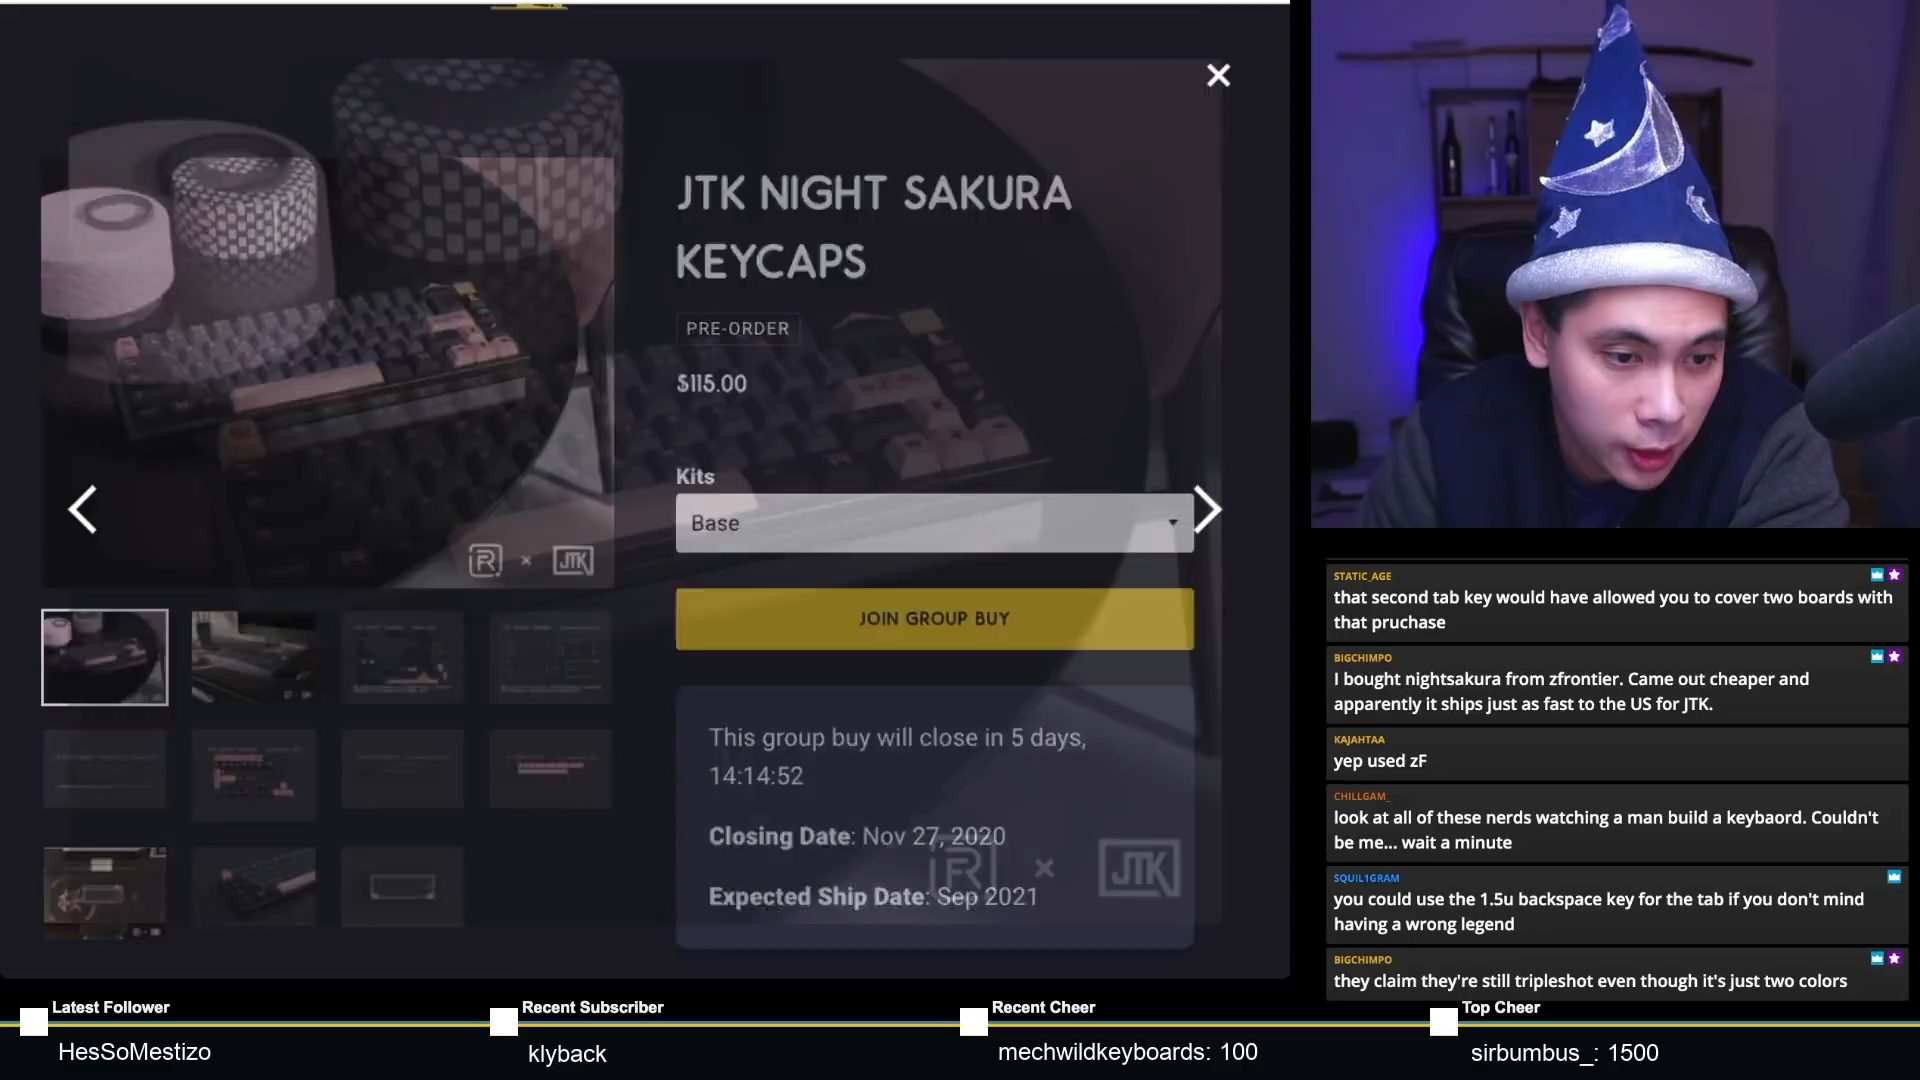 JTK NIGHT SAKURA
KEYCAPS
PRE-ORDER
$115.00
Kits
Base
JOIN GROUP BUY
This group buy will close in 5 days,
14:14:52
Closing Date: Nov 27, 2020
Expected Ship Date: Sep 2021
R × JTK
R × JTK
STATIC_AGE
that second tab key would have allowed you to cover two boards with
that pruchase
BIGCHIMPO
I bought nightsakura from zfrontier. Came out cheaper and
apparently it ships just as fast to the US for JTK.
KAJAHTAA
yep used zF
CHILLGAM_
look at all of these nerds watching a man build a keybaord. Couldn't
be me... wait a minute
SQUIL1GRAM
you could use the 1.5u backspace key for the tab if you don't mind
having a wrong legend
BIGCHIMPO
they claim they're still tripleshot even though it's just two colors
Latest Follower
HesSoMestizo
Recent Subscriber
klyback
Recent Cheer
mechwildkeyboards: 100
Top Cheer
sirbumbus_: 1500